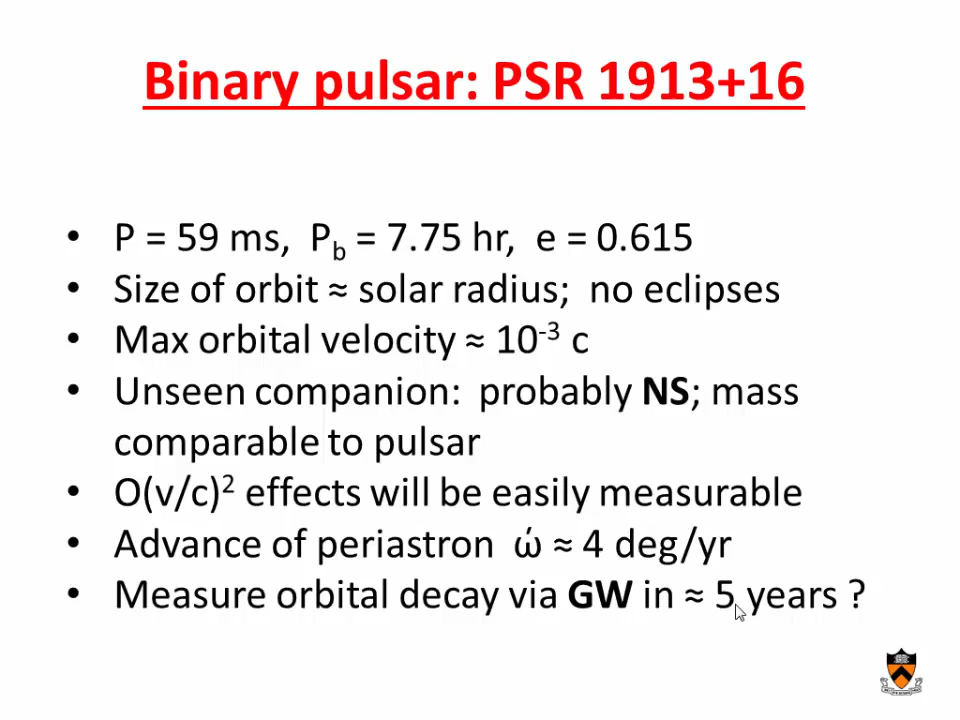 Binary pulsar: PSR 1913+16
• P = 59 ms, P_b = 7.75 hr, e = 0.615
• Size of orbit ≈ solar radius; no eclipses
• Max orbital velocity ≈ 10⁻³ c
• Unseen companion: probably NS; mass
comparable to pulsar
• O(v/c)² effects will be easily measurable
• Advance of periastron ώ ≈ 4 deg/yr
• Measure orbital decay via GW in ≈ 5 years ?